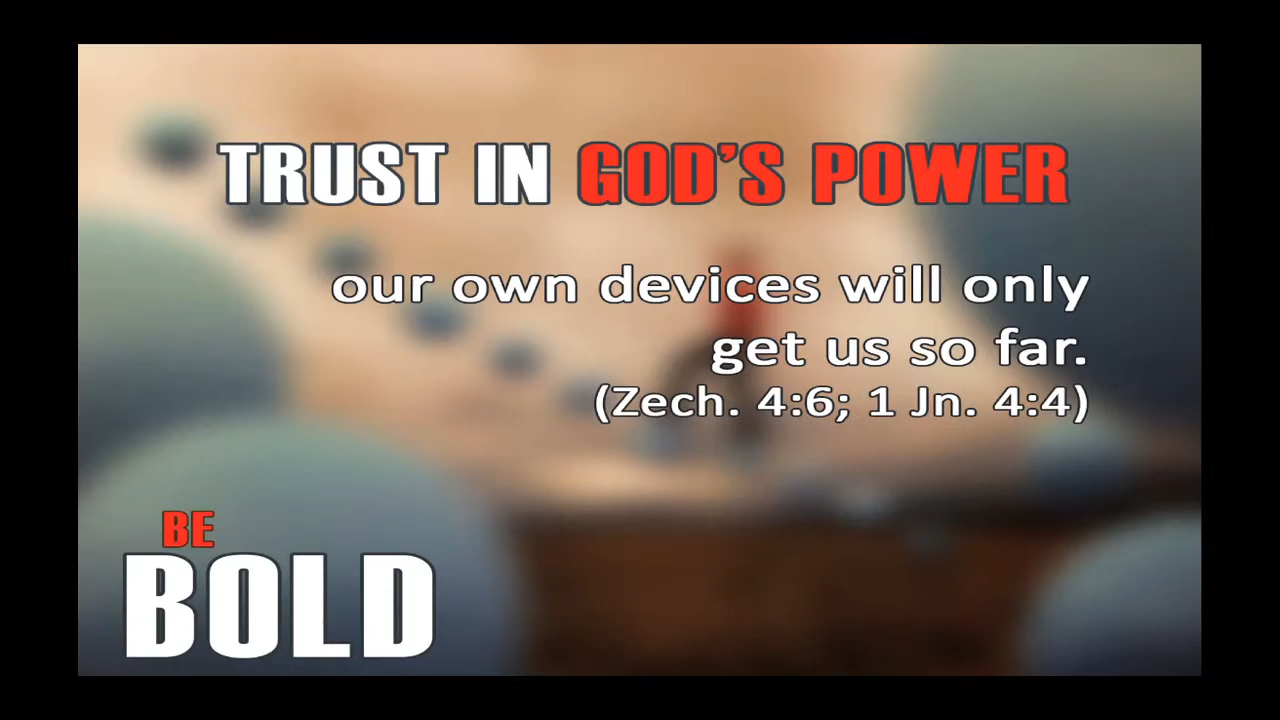 TRUST IN GOD'S POWER
our own devices will only
get us so far.
(Zech. 4:6; 1 Jn. 4:4)
BE
BOLD